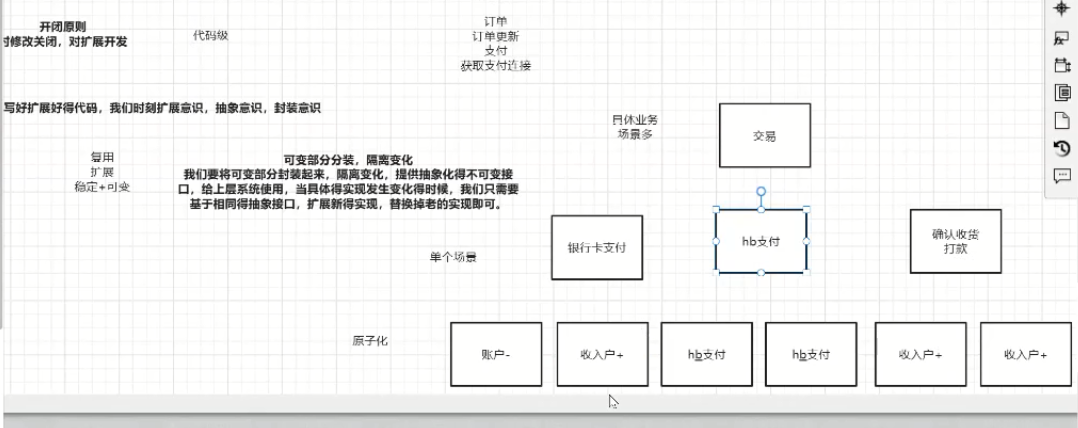 开闭原则
对修改关闭，对扩展开发
代码级
订单
订单更新
支付
获取支付连接
写好扩展好得代码，我们时刻扩展意识，抽象意识，封装意识
具体业务
场景多
交易
复用
扩展
稳定+可变
可变部分分装，隔离变化
我们要将可变部分封装起来，隔离变化，提供抽象化得不可变接
口，给上层系统使用，当具体得实现发生变化得时候，我们只需要
基于相同得抽象接口，扩展新得实现，替换掉老的实现即可。
单个场景
银行卡支付
hb支付
确认收货
打款
原子化
账户-
收入户+
hb支付
hb支付
收入户+
收入户+